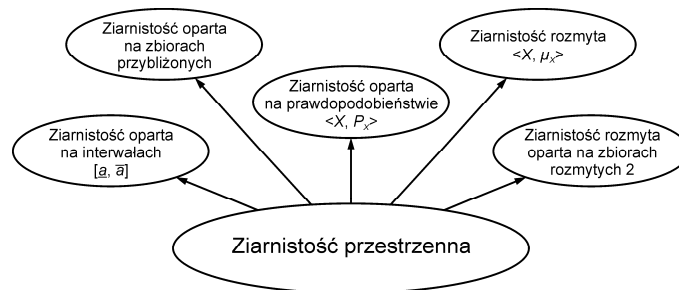 Ziarnistość oparta
na zbiorach
przybliżonych
Ziarnistość rozmyta
<X, μₓ>
Ziarnistość oparta
na prawdopodobieństwie
<X, Pₓ>
Ziarnistość oparta
na interwałach
[a̲, a̅]
Ziarnistość rozmyta
oparta na zbiorach
rozmytych 2
Ziarnistość przestrzenna